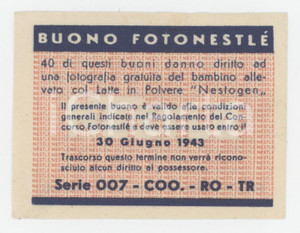 BUONO FOTONESTLÉ
40 di questi buoni danno diritto ad
una fotografia gratuita del bambino alle-
vato col Latte in Polvere "Nestogen„
Il presente buono è valido alle condizioni
generali indicate nel Regolamento del Con-
corso Fotonestlé e deve essere usato entro il
30 Giugno 1943
Trascorso questo termine non verrà ricono-
sciuto alcun diritto al possessore.
Serie 007 - COO. - RO - TR